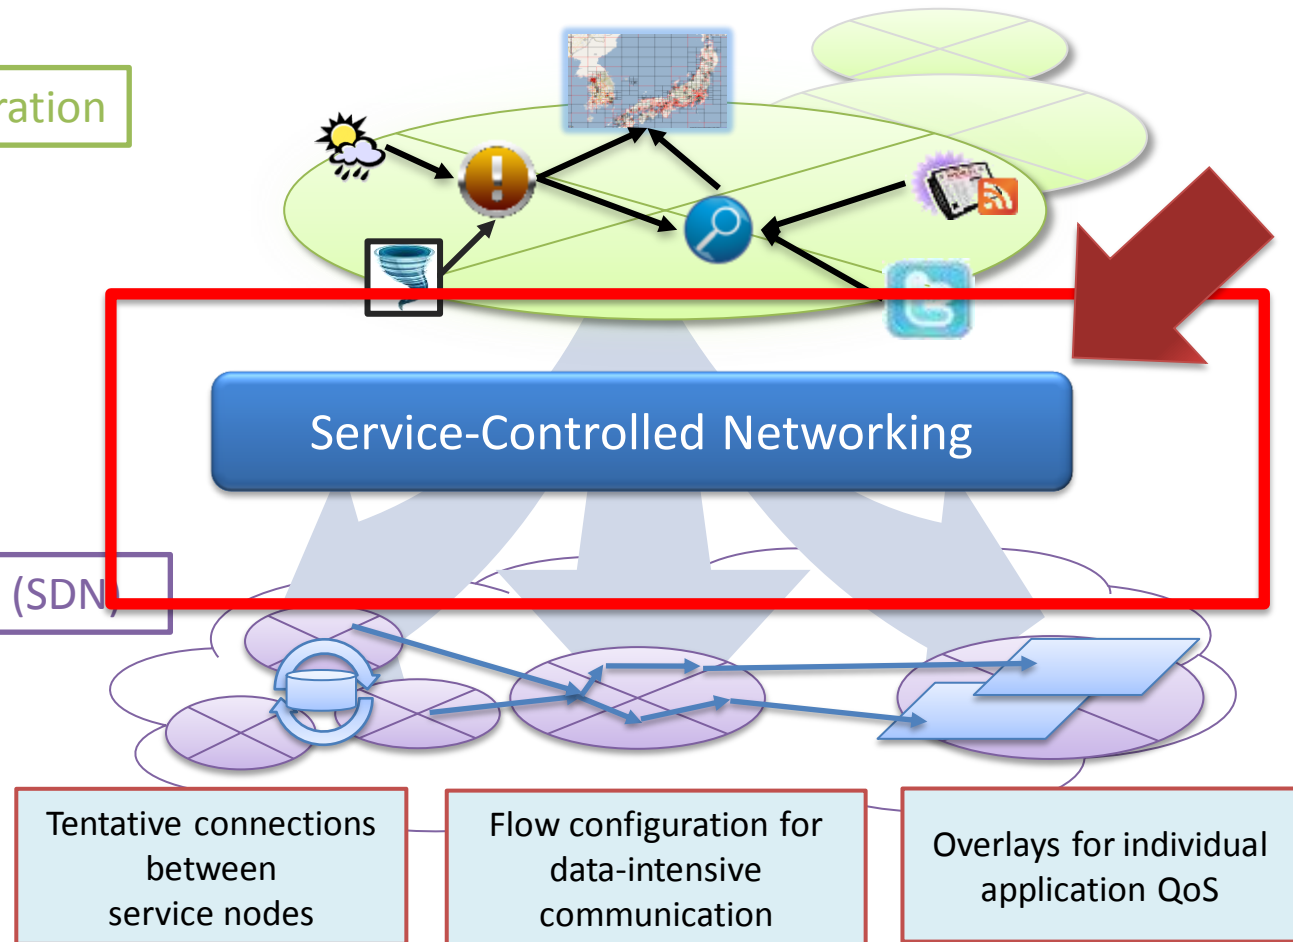 ration
Service-Controlled Networking
(SDN)
Tentative connections
between
service nodes
Flow configuration for
data-intensive
communication
Overlays for individual
application QoS